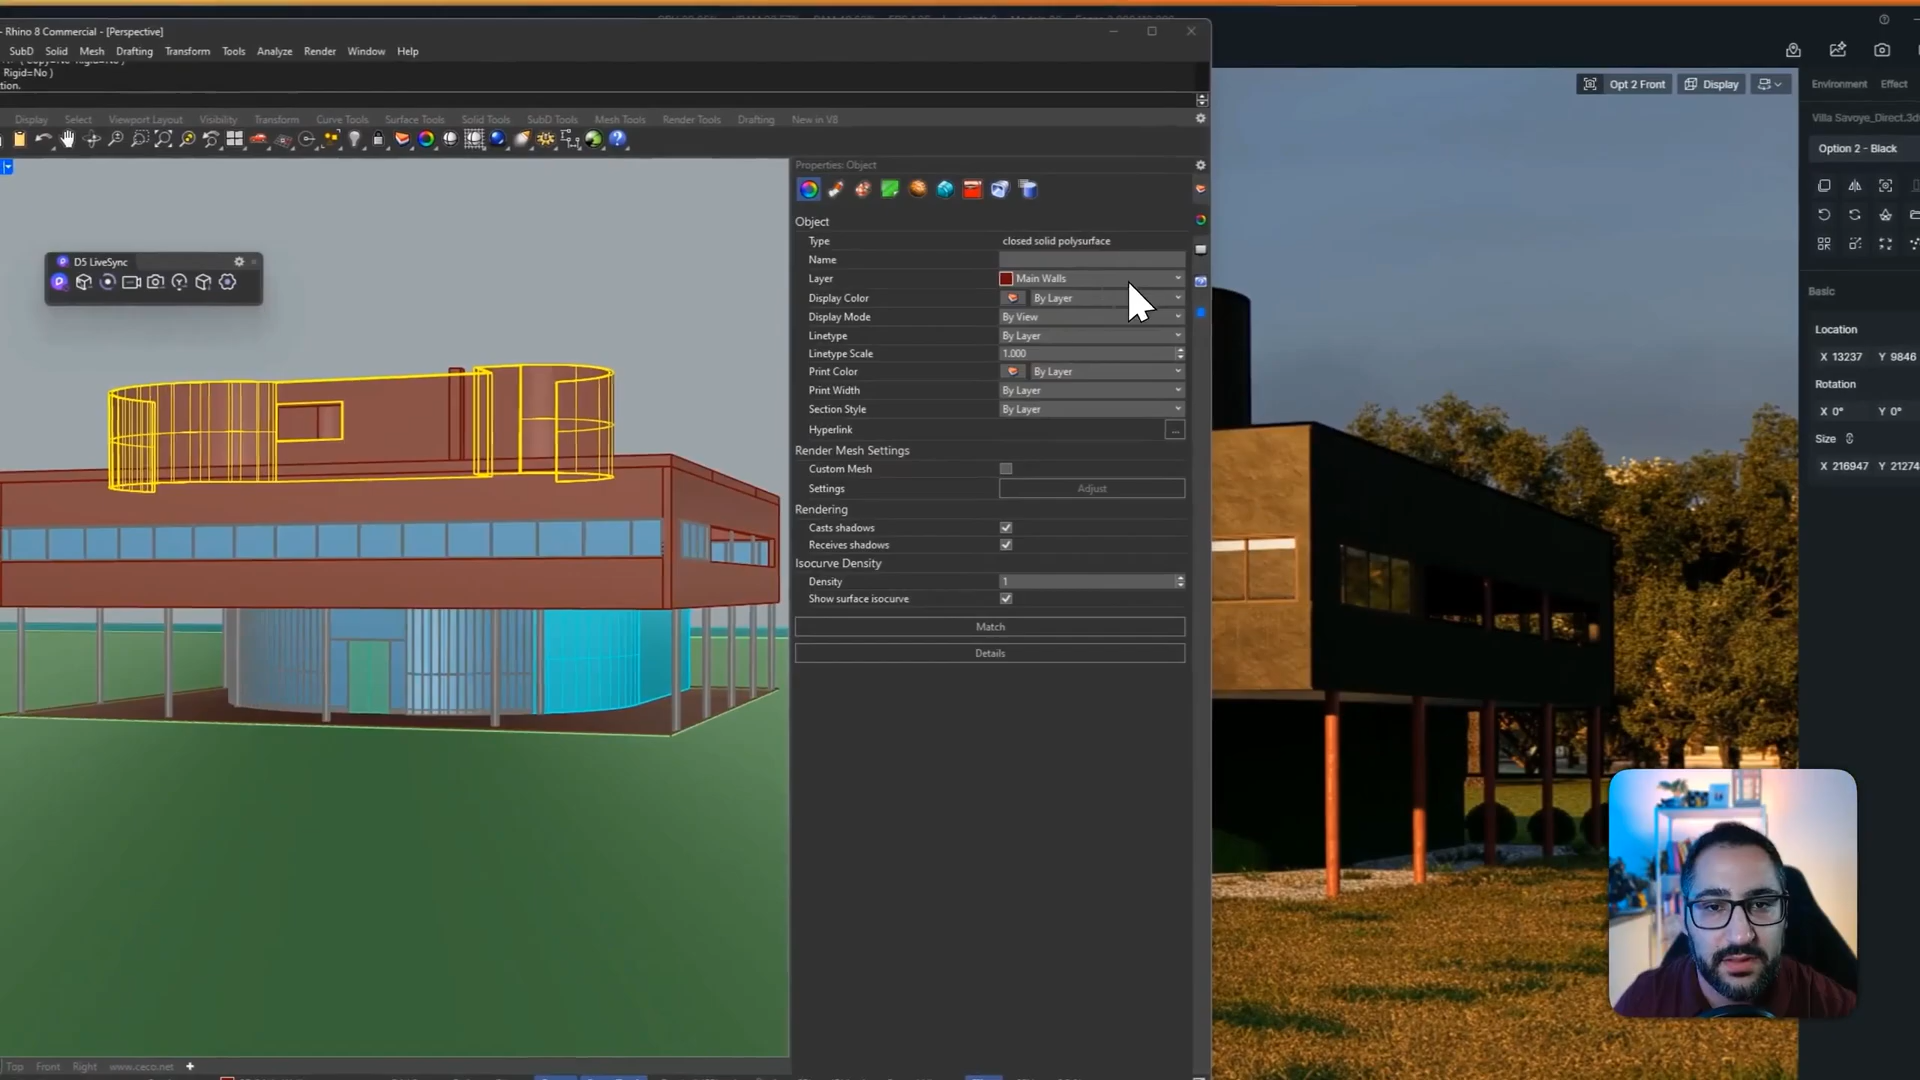 - Rhino 8 Commercial - [Perspective]
SubD Solid Mesh Drafting Transform Tools Analyze Render Window Help
Rigid=No )
tion.
Display Select Viewport Layout Visibility Transform Curve Tools Surface Tools Solid Tools SubD Tools Mesh Tools Render Tools Drafting New in V8
D5 LiveSync
Top Front Right www.ceco.net
Properties: Object
Object
Type closed solid polysurface
Name
Layer Main Walls
Display Color By Layer
Display Mode By View
Linetype By Layer
Linetype Scale 1.000
Print Color By Layer
Print Width By Layer
Section Style By Layer
Hyperlink ...
Render Mesh Settings
Custom Mesh
Settings Adjust
Rendering
Casts shadows
Receives shadows
Isocurve Density
Density 1
Show surface isocurve
Match
Details
Opt 2 Front Display
Environment Effect
Villa Savoye_Direct.3d
Option 2 - Black
Basic
Location
X 13237 Y 9846
Rotation
X 0° Y 0°
Size
X 216947 Y 21274